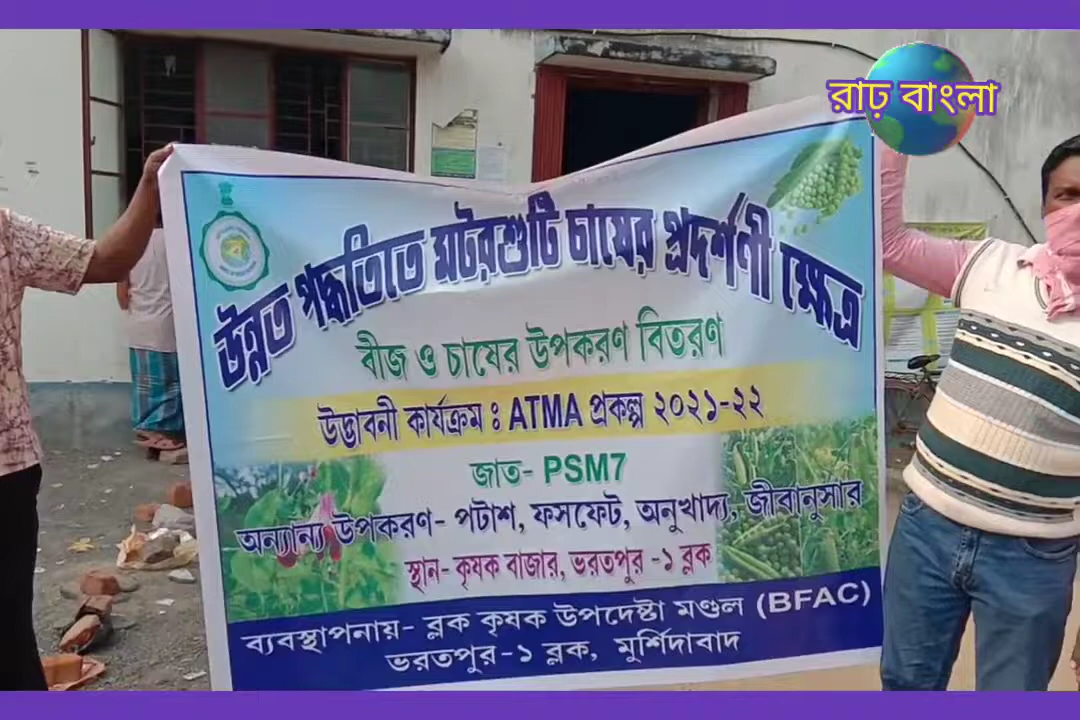 রাঢ় বাংলা
উন্নত পদ্ধতিতে মটরশুটি চাষের প্রদর্শণী ক্ষেত্র
বীজ ও চাষের উপকরণ বিতরণ
উদ্ভাবনী কার্যক্রম : ATMA প্রকল্প ২০২১-২২
জাত- PSM7
অন্যান্য উপকরণ- পটাশ, ফসফেট, অনুখাদ্য, জীবানুসার
স্থান- কৃষক বাজার, ভরতপুর -১ ব্লক
ব্যবস্থাপনায়- ব্লক কৃষক উপদেষ্টা মণ্ডল (BFAC)
ভরতপুর-১ ব্লক, মুর্শিদাবাদ